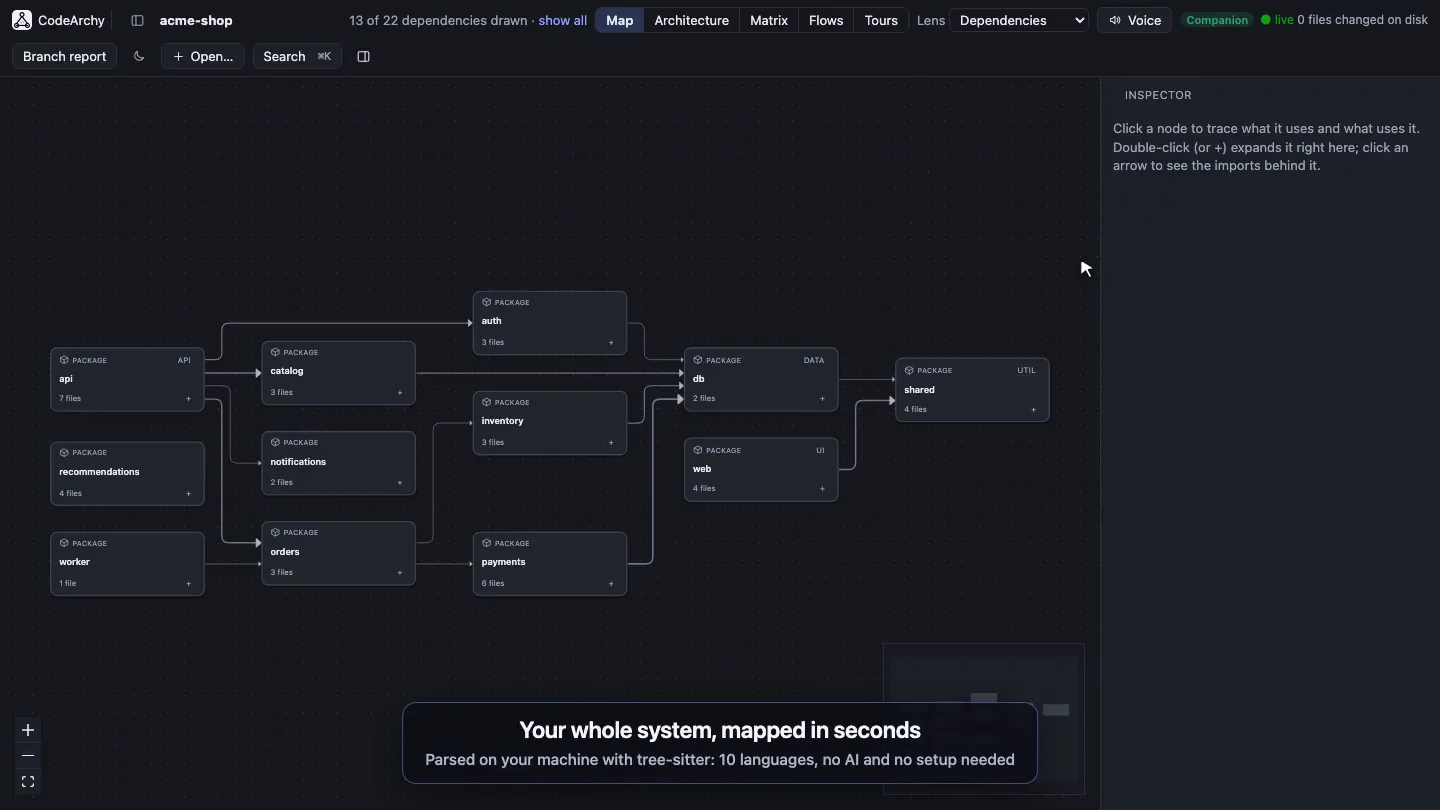 CodeArchy
acme-shop
13 of 22 dependencies drawn · show all
Map
Architecture
Matrix
Flows
Tours
Lens
Dependencies
Voice
Companion
live 0 files changed on disk
Branch report
+ Open...
Search ⌘K
INSPECTOR
Click a node to trace what it uses and what uses it.
Double-click (or +) expands it right here; click an
arrow to see the imports behind it.
PACKAGE
auth
3 files +
PACKAGE API
api
7 files +
PACKAGE
catalog
3 files +
PACKAGE DATA
db
2 files +
PACKAGE UTIL
shared
4 files +
PACKAGE
inventory
3 files +
PACKAGE
recommendations
4 files +
PACKAGE
notifications
2 files +
PACKAGE UI
web
4 files +
PACKAGE
worker
1 file +
PACKAGE
orders
3 files +
PACKAGE
payments
6 files +
Your whole system, mapped in seconds
Parsed on your machine with tree-sitter: 10 languages, no AI and no setup needed